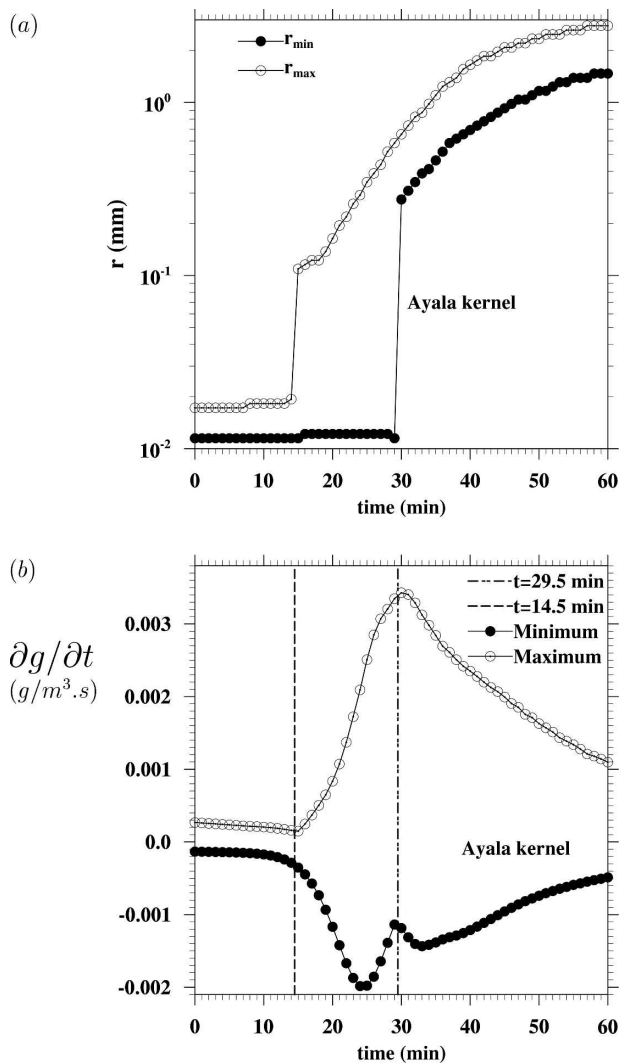 (a)
r_min
r_max
10^0
10^-1
10^-2
r (mm)
Ayala kernel
0 10 20 30 40 50 60
time (min)
(b)
t=29.5 min
t=14.5 min
Minimum
Maximum
∂g/∂t
(g/m^3.s)
0.003
0.002
0.001
0.0
-0.001
-0.002
Ayala kernel
0 10 20 30 40 50 60
time (min)